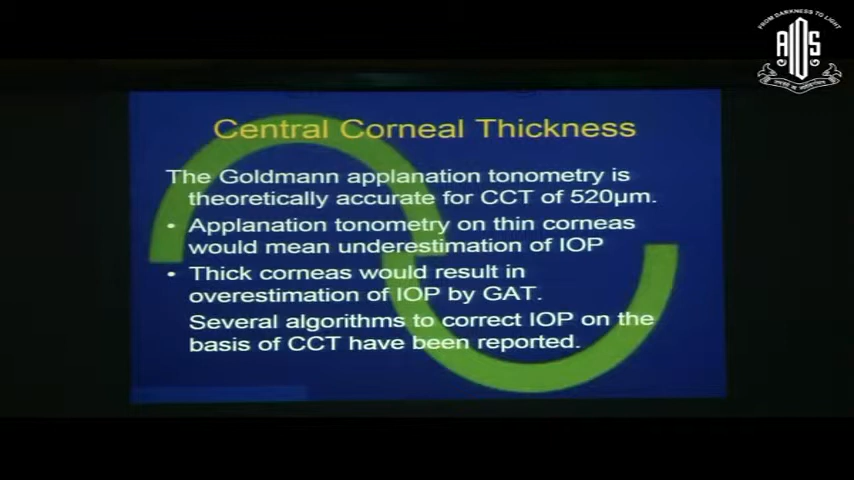 FROM DARKNESS TO LIGHT
AIOS
Central Corneal Thickness
The Goldmann applanation tonometry is
theoretically accurate for CCT of 520µm.
• Applanation tonometry on thin corneas
would mean underestimation of IOP
• Thick corneas would result in
overestimation of IOP by GAT.
Several algorithms to correct IOP on the
basis of CCT have been reported.